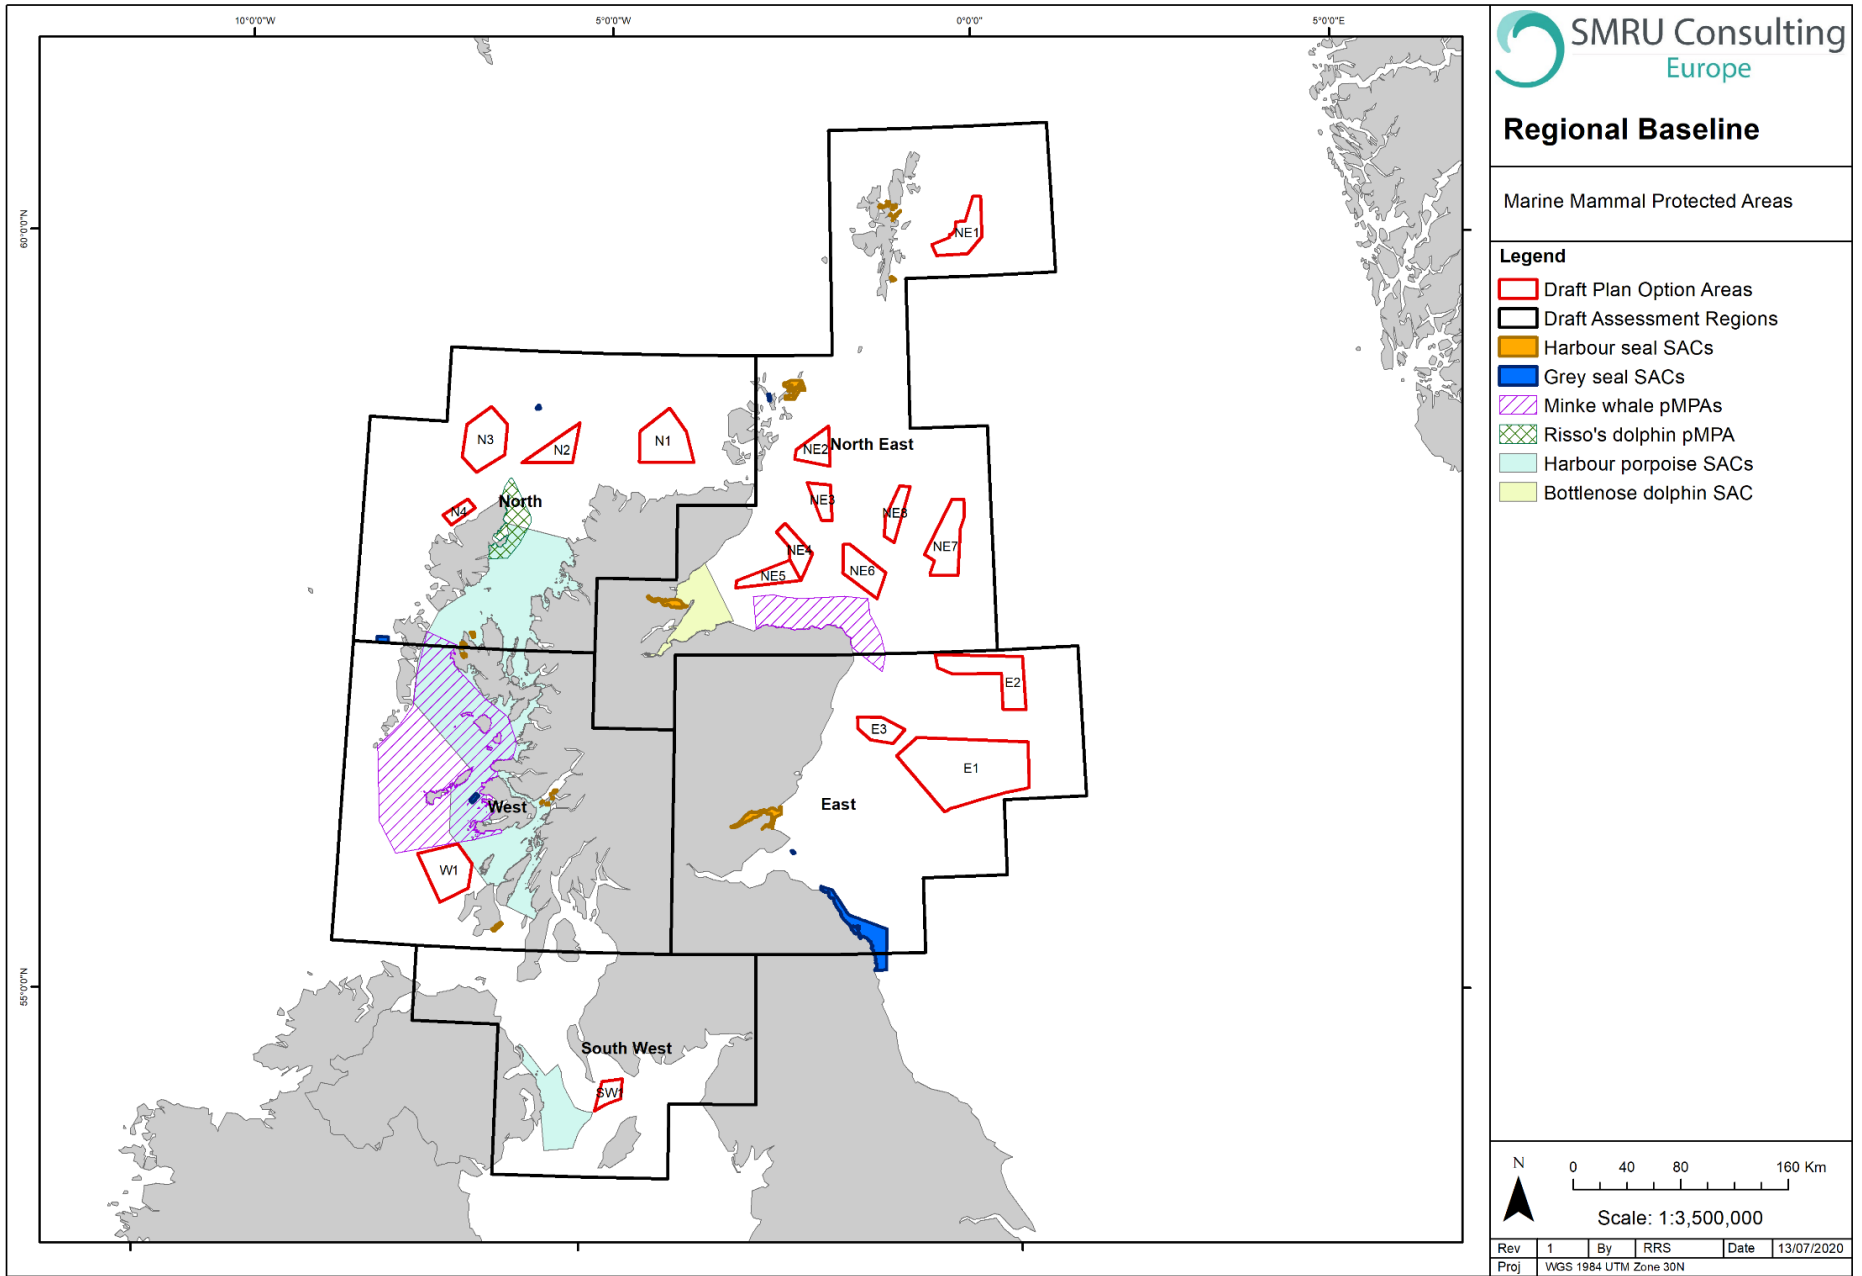 10°0'0"W
5°0'0"W
0°0'0"
5°0'0"E
60°0'0"N
55°0'0"N
NE1
N3
N2
N1
NE2
North East
N4
North
NE3
NE8
NE4
NE7
NE5
NE6
E2
E3
E1
West
East
W1
South West
SW1
SMRU Consulting
Europe
Regional Baseline
Marine Mammal Protected Areas
Legend
Draft Plan Option Areas
Draft Assessment Regions
Harbour seal SACs
Grey seal SACs
Minke whale pMPAs
Risso's dolphin pMPA
Harbour porpoise SACs
Bottlenose dolphin SAC
N
0 40 80 160 Km
Scale: 1:3,500,000
Rev 1 By RRS Date 13/07/2020
Proj WGS 1984 UTM Zone 30N